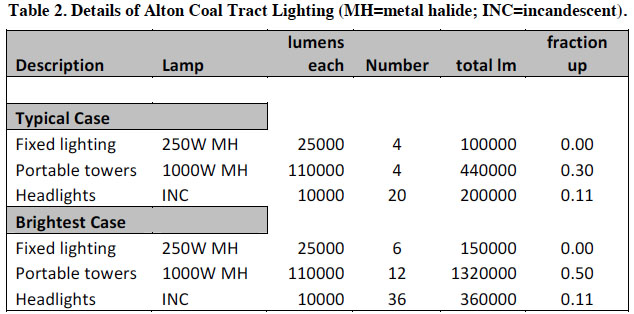 Table 2. Details of Alton Coal Tract Lighting (MH=metal halide; INC=incandescent).
lumens fraction
Description Lamp each Number total lm up
Typical Case
Fixed lighting 250W MH 25000 4 100000 0.00
Portable towers 1000W MH 110000 4 440000 0.30
Headlights INC 10000 20 200000 0.11
Brightest Case
Fixed lighting 250W MH 25000 6 150000 0.00
Portable towers 1000W MH 110000 12 1320000 0.50
Headlights INC 10000 36 360000 0.11